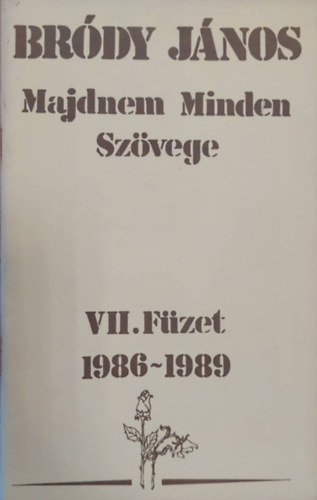 BRÓDY JÁNOS
Majdnem Minden
Szövege
VII. Füzet
1986~1989